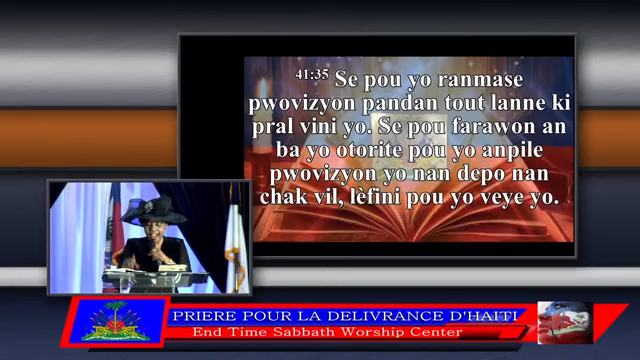 41:35 Se pou yo ranmase
pwovizyon pandan tout lanne ki
pral vini yo. Se pou farawon an
ba yo otorite pou yo anpile
pwovizyon yo nan depo nan
chak vil, lèfini pou yo veye yo.
PRIERE POUR LA DELIVRANCE D'HAITI
End Time Sabbath Worship Center